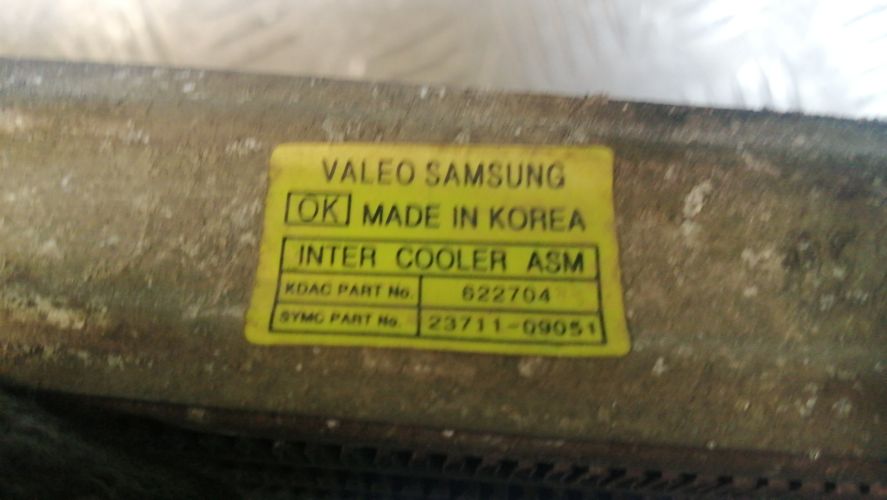 VALEO SAMSUNG
OK MADE IN KOREA
INTER COOLER ASM
KDAC PART No. 622704
SYMC PART No. 23711-09051